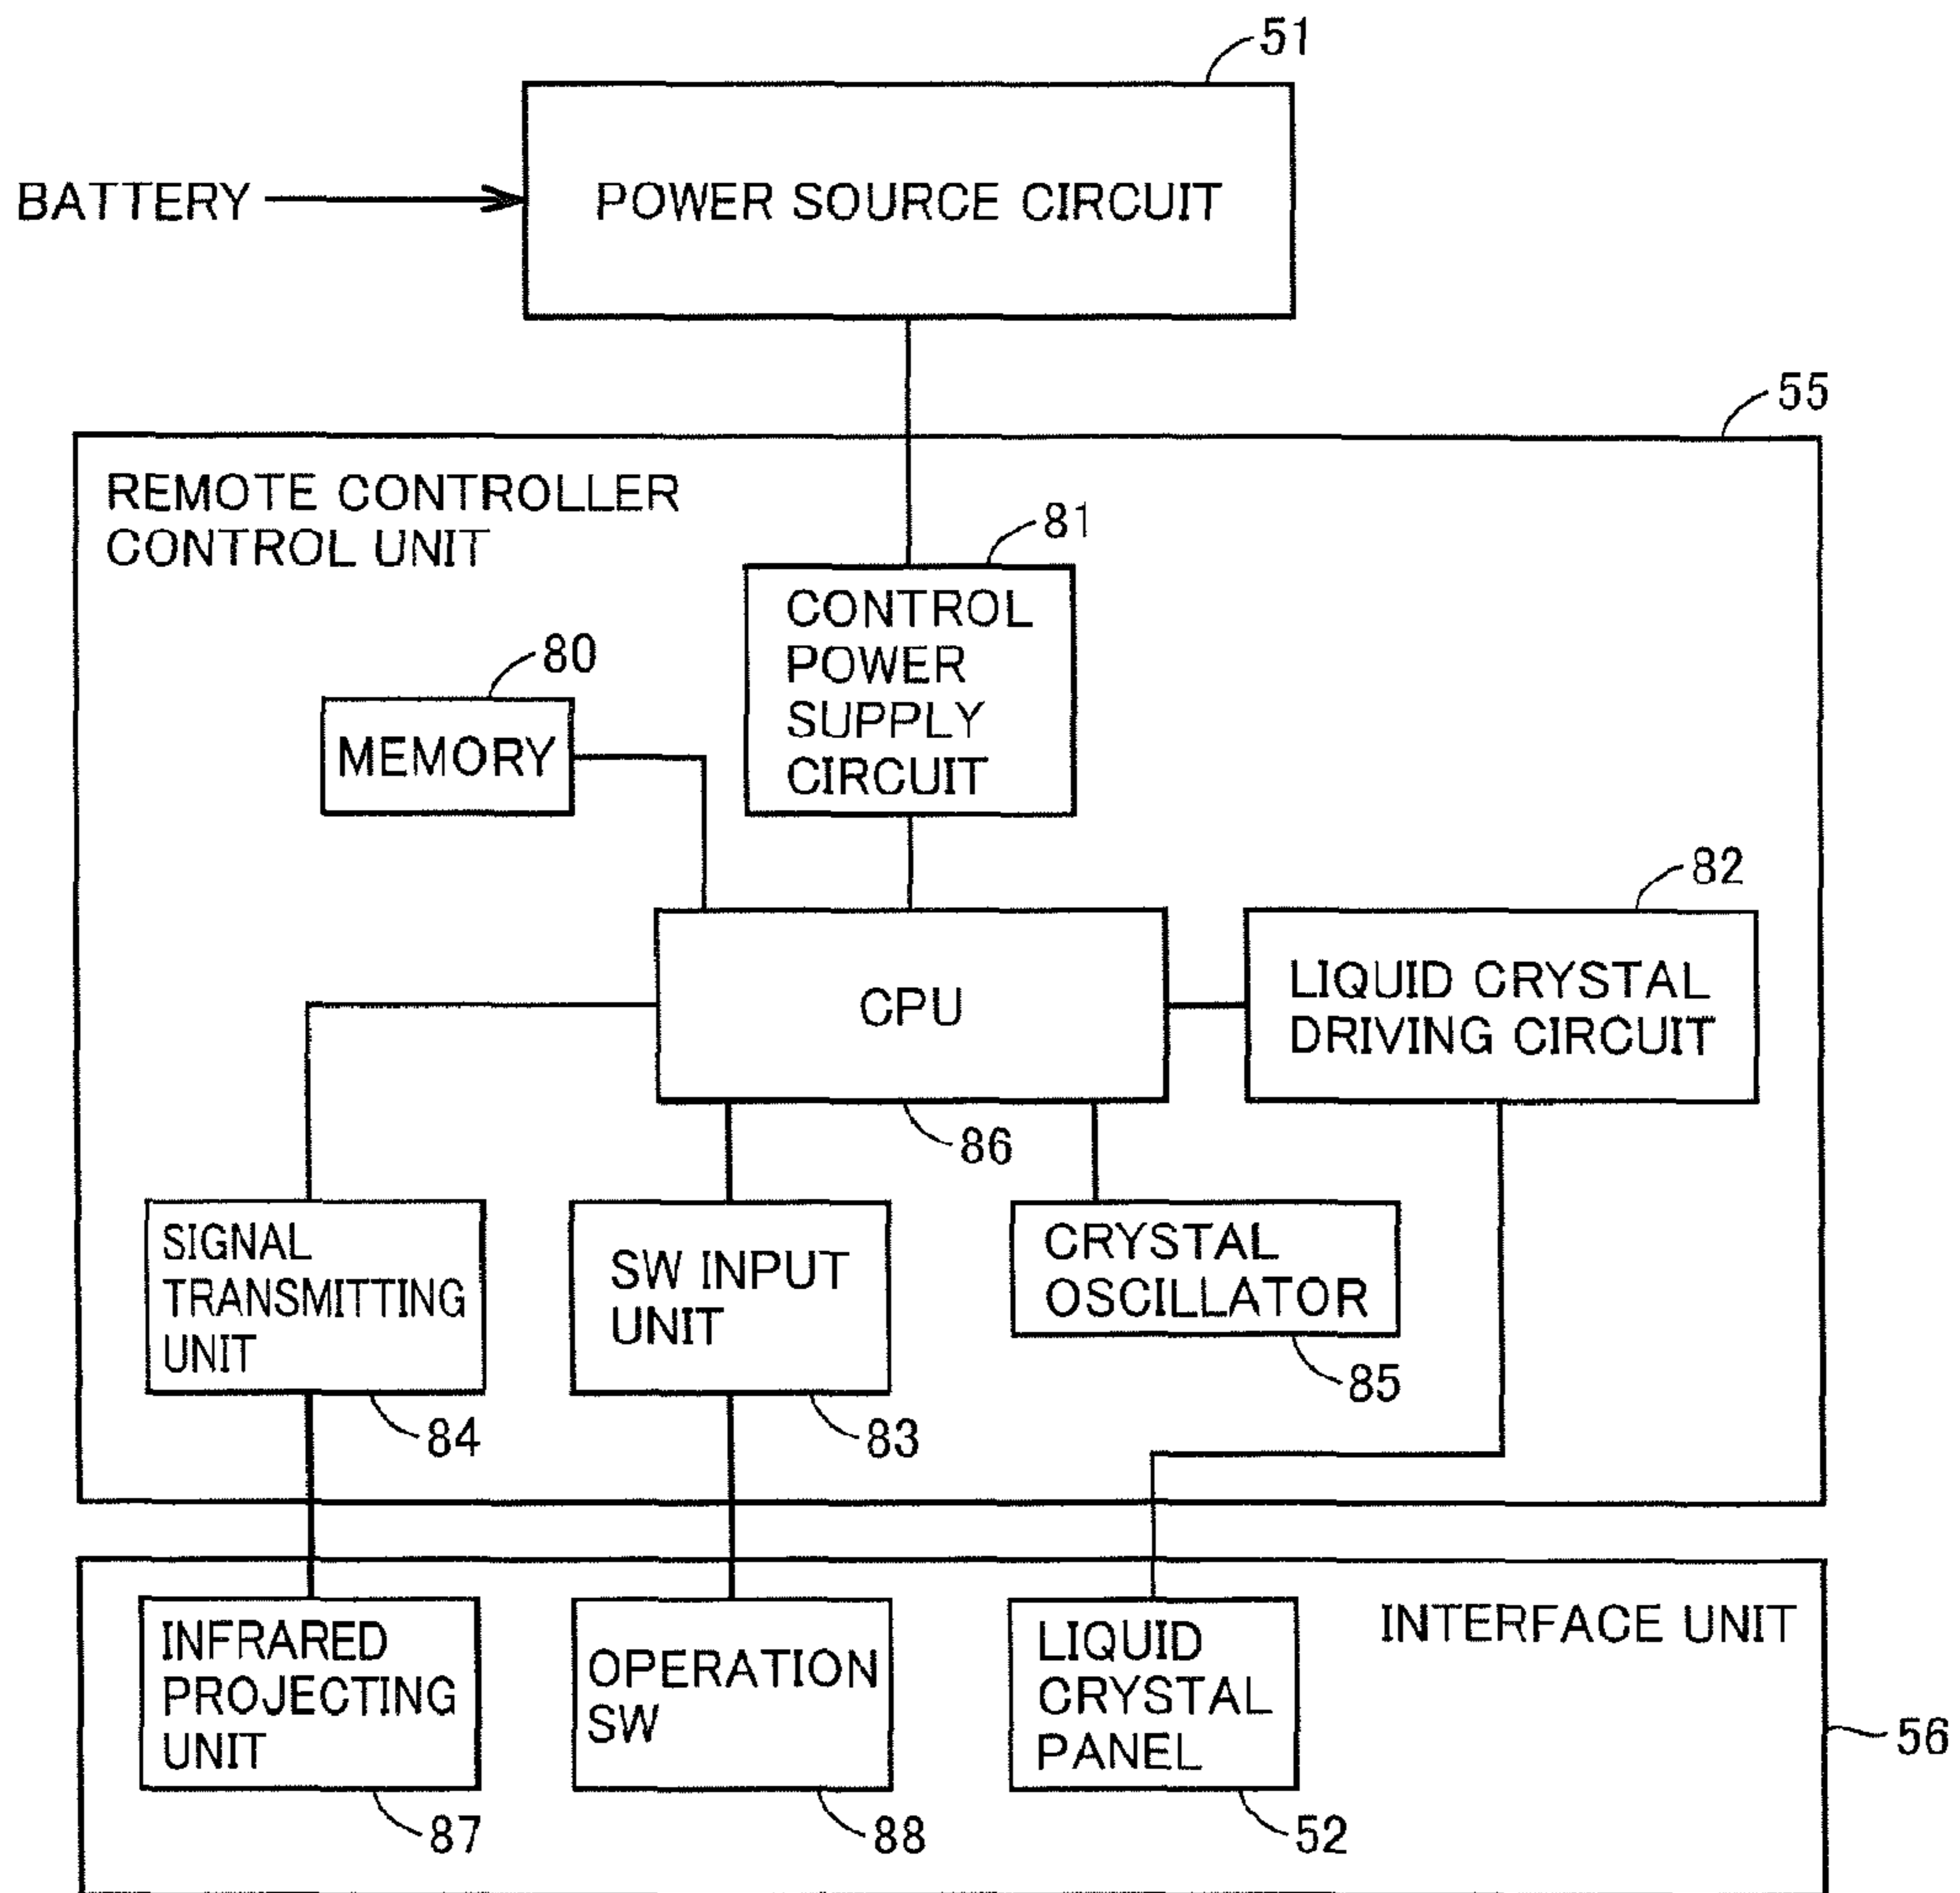 51
BATTERY
POWER SOURCE CIRCUIT
55
REMOTE CONTROLLER
CONTROL UNIT
81
CONTROL
POWER
SUPPLY
CIRCUIT
80
MEMORY
82
LIQUID CRYSTAL
DRIVING CIRCUIT
CPU
86
SIGNAL
TRANSMITTING
UNIT
84
SW INPUT
UNIT
83
CRYSTAL
OSCILLATOR
85
INTERFACE UNIT
INFRARED
PROJECTING
UNIT
87
OPERATION
SW
88
LIQUID
CRYSTAL
PANEL
52
56